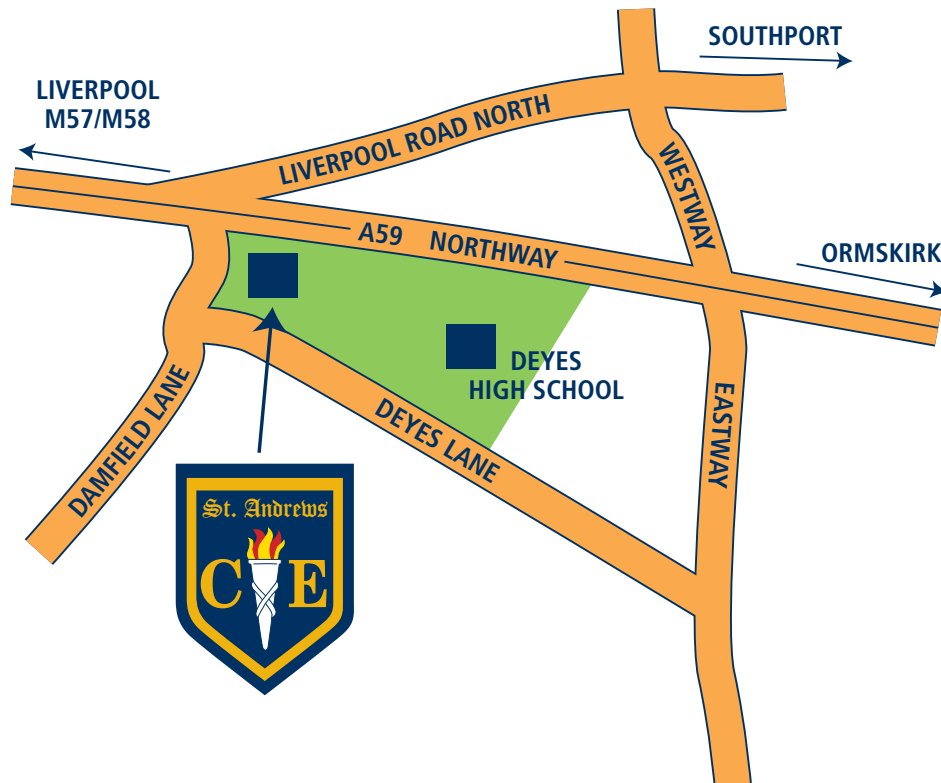 SOUTHPORT
LIVERPOOL
M57/M58
LIVERPOOL ROAD NORTH
WESTWAY
A59 NORTHWAY
ORMSKIRK
DEYES
HIGH SCHOOL
DAMFIELD LANE
DEYES LANE
EASTWAY
St. Andrews
C E